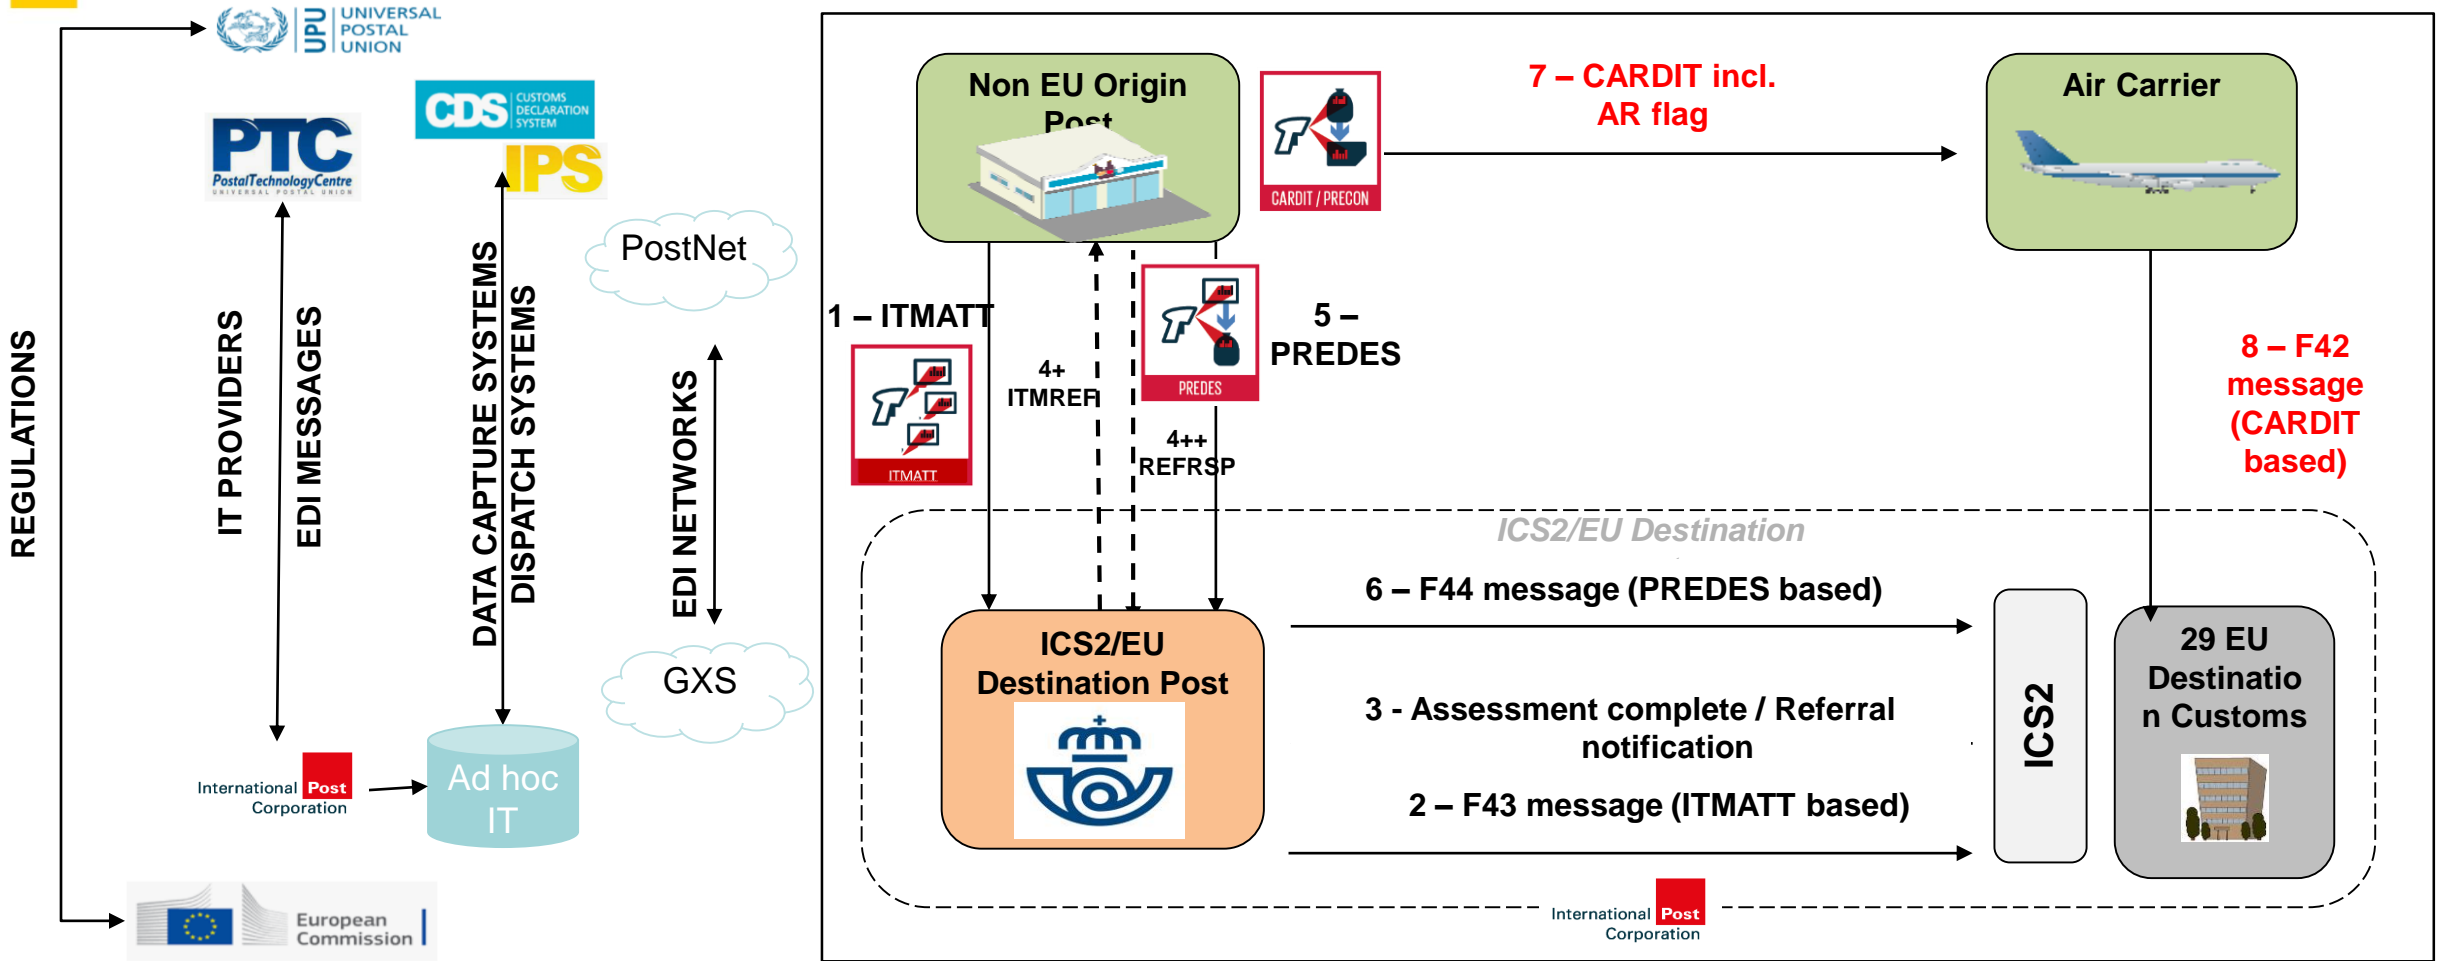 UPU
UNIVERSAL
POSTAL
UNION
CDS
CUSTOMS
DECLARATION
SYSTEM
PTC
PostalTechnologyCentre
UNIVERSAL POSTAL UNION
IPS
PostNet
REGULATIONS
IT PROVIDERS
EDI MESSAGES
DATA CAPTURE SYSTEMS
DISPATCH SYSTEMS
EDI NETWORKS
GXS
International Post
Corporation
Ad hoc
IT
European
Commission
Non EU Origin
Post
CARDIT / PRECON
7 – CARDIT incl.
AR flag
Air Carrier
1 – ITMATT
ITMATT
4+
ITMREF
PREDES
5 –
PREDES
4++
REFRSP
8 – F42
message
(CARDIT
based)
ICS2/EU Destination
6 – F44 message (PREDES based)
ICS2/EU
Destination Post
3 - Assessment complete / Referral
notification
2 – F43 message (ITMATT based)
ICS2
29 EU
Destinatio
n Customs
International Post
Corporation